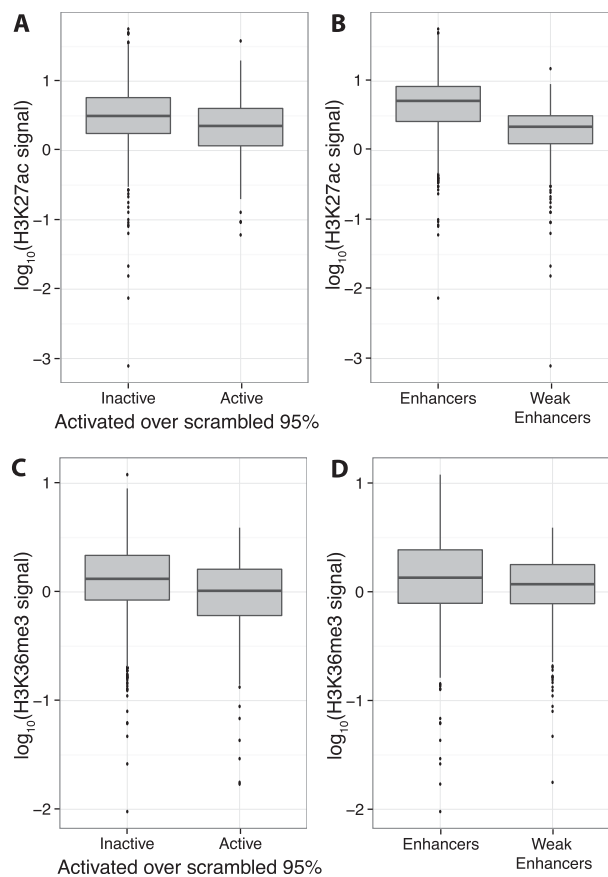 A
B
log10(H3K27ac signal)
1
0
−1
−2
−3
Inactive
Active
Activated over scrambled 95%
log10(H3K27ac signal)
1
0
−1
−2
−3
Enhancers
Weak
Enhancers
C
D
log10(H3K36me3 signal)
1
0
−1
−2
Inactive
Active
Activated over scrambled 95%
log10(H3K36me3 signal)
1
0
−1
−2
Enhancers
Weak
Enhancers